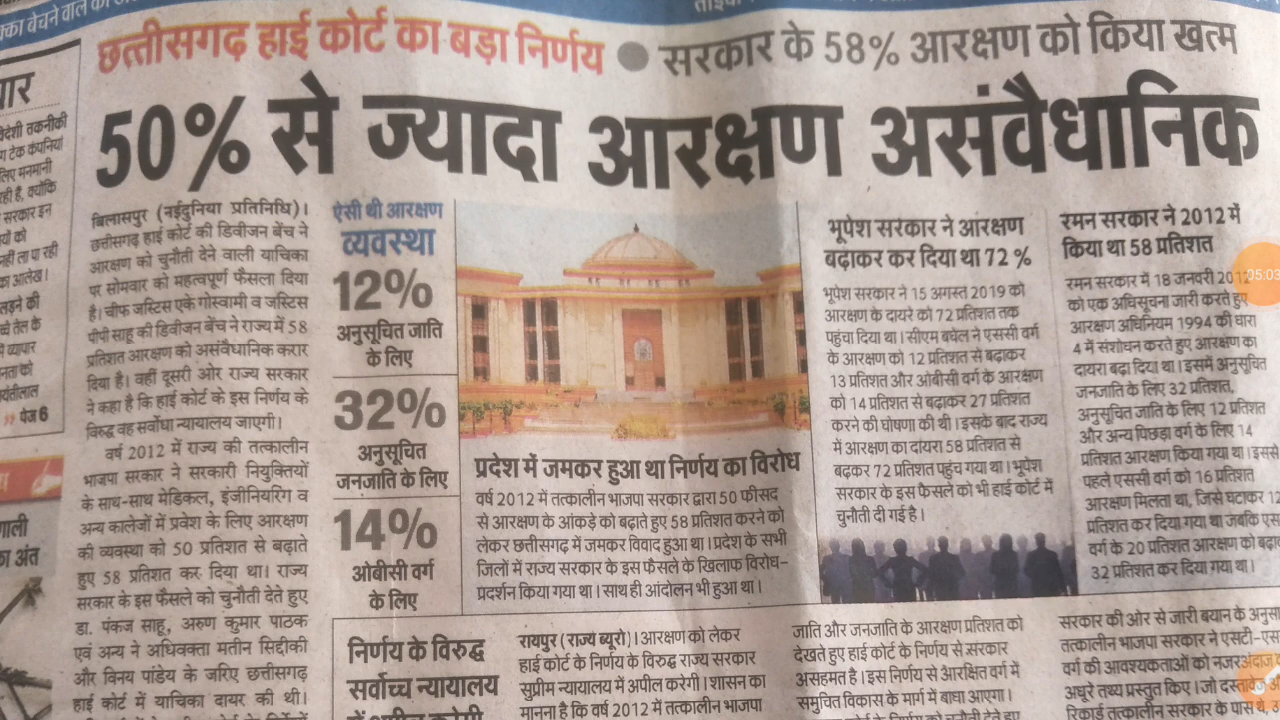 क्का बेचने वाले का
छत्तीसगढ़ हाई कोर्ट का बड़ा निर्णय ● सरकार के 58% आरक्षण को किया खत्म
50% से ज्यादा आरक्षण असंवैधानिक
बिलासपुर (नईदुनिया प्रतिनिधि)।
छत्तीसगढ़ हाई कोर्ट की डिवीजन बेंच ने
आरक्षण को चुनौती देने वाली याचिका
पर सोमवार को महत्वपूर्ण फैसला दिया
है। चीफ जस्टिस एके गोस्वामी व जस्टिस
पीपी साहू की डिवीजन बेंच ने राज्य में 58
प्रतिशत आरक्षण को असंवैधानिक करार
दिया है। वहीं दूसरी ओर राज्य सरकार
ने कहा है कि हाई कोर्ट के इस निर्णय के
विरुद्ध वह सर्वोच्च न्यायालय जाएगी।
वर्ष 2012 में राज्य की तत्कालीन
भाजपा सरकार ने सरकारी नियुक्तियों
के साथ-साथ मेडिकल, इंजीनियरिंग व
अन्य कालेजों में प्रवेश के लिए आरक्षण
की व्यवस्था को 50 प्रतिशत से बढ़ाते
हुए 58 प्रतिशत कर दिया था। राज्य
सरकार के इस फैसले को चुनौती देते हुए
डा. पंकज साहू, अरुण कुमार पाठक
एवं अन्य ने अधिवक्ता मतीन सिद्दीकी
और विनय पांडेय के जरिए छत्तीसगढ़
हाई कोर्ट में याचिका दायर की थी।
ऐसी थी आरक्षण
व्यवस्था
12%
अनुसूचित जाति
के लिए
32%
अनुसूचित
जनजाति के लिए
14%
ओबीसी वर्ग
के लिए
प्रदेश में जमकर हुआ था निर्णय का विरोध
वर्ष 2012 में तत्कालीन भाजपा सरकार द्वारा 50 फीसद
से आरक्षण के आंकड़े को बढ़ाते हुए 58 प्रतिशत करने को
लेकर छत्तीसगढ़ में जमकर विवाद हुआ था। प्रदेश के सभी
जिलों में राज्य सरकार के इस फैसले के खिलाफ विरोध-
प्रदर्शन किया गया था। साथ ही आंदोलन भी हुआ था।
भूपेश सरकार ने आरक्षण
बढ़ाकर कर दिया था 72 %
भूपेश सरकार ने 15 अगस्त 2019 को
आरक्षण के दायरे को 72 प्रतिशत तक
पहुंचा दिया था। सीएम बघेल ने एससी वर्ग
के आरक्षण को 12 प्रतिशत से बढ़ाकर
13 प्रतिशत और ओबीसी वर्ग के आरक्षण
को 14 प्रतिशत से बढ़ाकर 27 प्रतिशत
करने की घोषणा की थी। इसके बाद राज्य
में आरक्षण का दायरा 58 प्रतिशत से
बढ़कर 72 प्रतिशत पहुंच गया था। भूपेश
सरकार के इस फैसले को भी हाई कोर्ट में
चुनौती दी गई है।
रमन सरकार ने 2012 में
किया था 58 प्रतिशत
रमन सरकार में 18 जनवरी 2012
को एक अधिसूचना जारी करते हुए
आरक्षण अधिनियम 1994 की धारा
4 में संशोधन करते हुए आरक्षण का
दायरा बढ़ा दिया था। इसमें अनुसूचित
जनजाति के लिए 32 प्रतिशत,
अनुसूचित जाति के लिए 12 प्रतिशत
और अन्य पिछड़ा वर्ग के लिए 14
प्रतिशत आरक्षण किया गया था। इससे
पहले एससी वर्ग को 16 प्रतिशत
आरक्षण मिलता था, जिसे घटाकर 12
प्रतिशत कर दिया गया था जबकि एस
वर्ग के 20 प्रतिशत आरक्षण को बढ़ा
32 प्रतिशत कर दिया गया था।
05:03
निर्णय के विरुद्ध
सर्वोच्च न्यायालय
रायपुर (राज्य ब्यूरो)। आरक्षण को लेकर
हाई कोर्ट के निर्णय के विरुद्ध राज्य सरकार
सुप्रीम न्यायालय में अपील करेगी। शासन का
मानना है कि वर्ष 2012 में तत्कालीन भाजपा
जाति और जनजाति के आरक्षण प्रतिशत को
देखते हुए हाई कोर्ट के निर्णय से सरकार
असहमत है। इस निर्णय से आरक्षित वर्ग में
समुचित विकास के मार्ग में बाधा आएगा।
सरकार की ओर से जारी बयान के अनुसा
तत्कालीन भाजपा सरकार ने एसटी-एस
वर्ग की आवश्यकताओं को नजरअंदाज
अधूरे तथ्य प्रस्तुत किए। जो दस्तावेज
रिकार्ड तत्कालीन सरकार के पास थे,
पेज 6